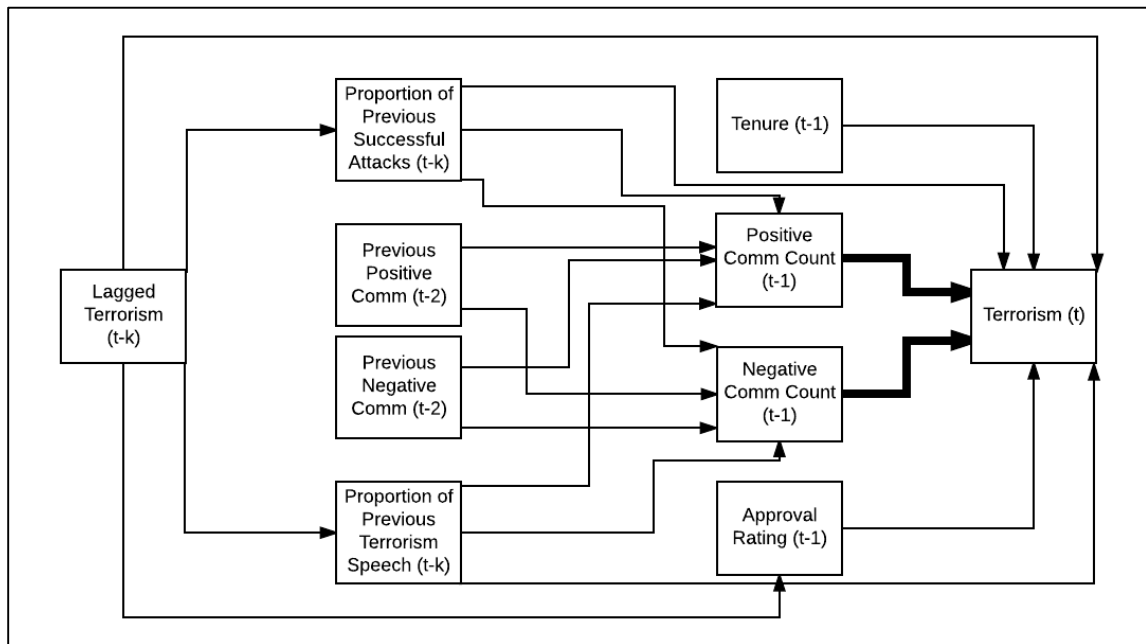 Proportion of
Previous
Successful
Attacks (t-k)
Tenure (t-1)
Previous
Positive
Comm (t-2)
Positive
Comm Count
(t-1)
Lagged
Terrorism
(t-k)
Terrorism (t)
Previous
Negative
Comm (t-2)
Negative
Comm Count
(t-1)
Proportion of
Previous
Terrorism
Speech (t-k)
Approval
Rating (t-1)